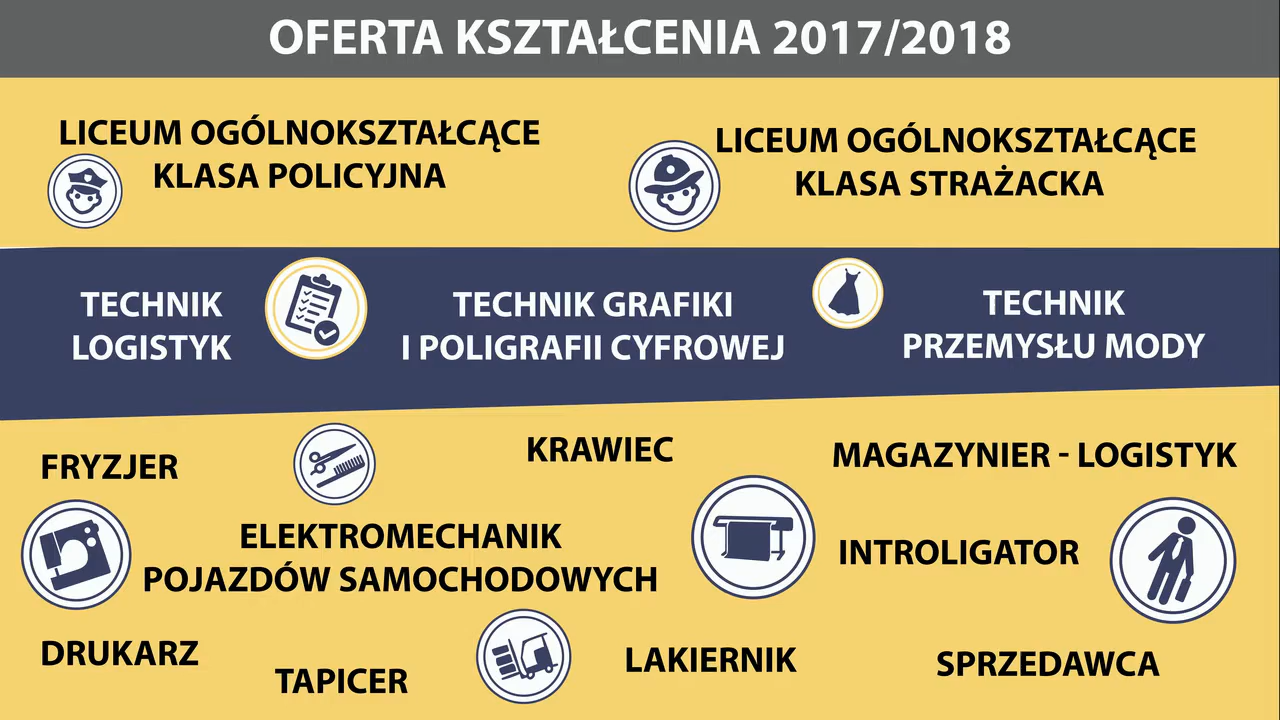 OFERTA KSZTAŁCENIA 2017/2018
LICEUM OGÓLNOKSZTAŁCĄCE
KLASA POLICYJNA
LICEUM OGÓLNOKSZTAŁCĄCE
KLASA STRAŻACKA
TECHNIK
LOGISTYK
TECHNIK GRAFIKI
I POLIGRAFII CYFROWEJ
TECHNIK
PRZEMYSŁU MODY
FRYZJER
KRAWIEC
MAGAZYNIER - LOGISTYK
ELEKTROMECHANIK
POJAZDÓW SAMOCHODOWYCH
INTROLIGATOR
DRUKARZ
TAPICER
LAKIERNIK
SPRZEDAWCA